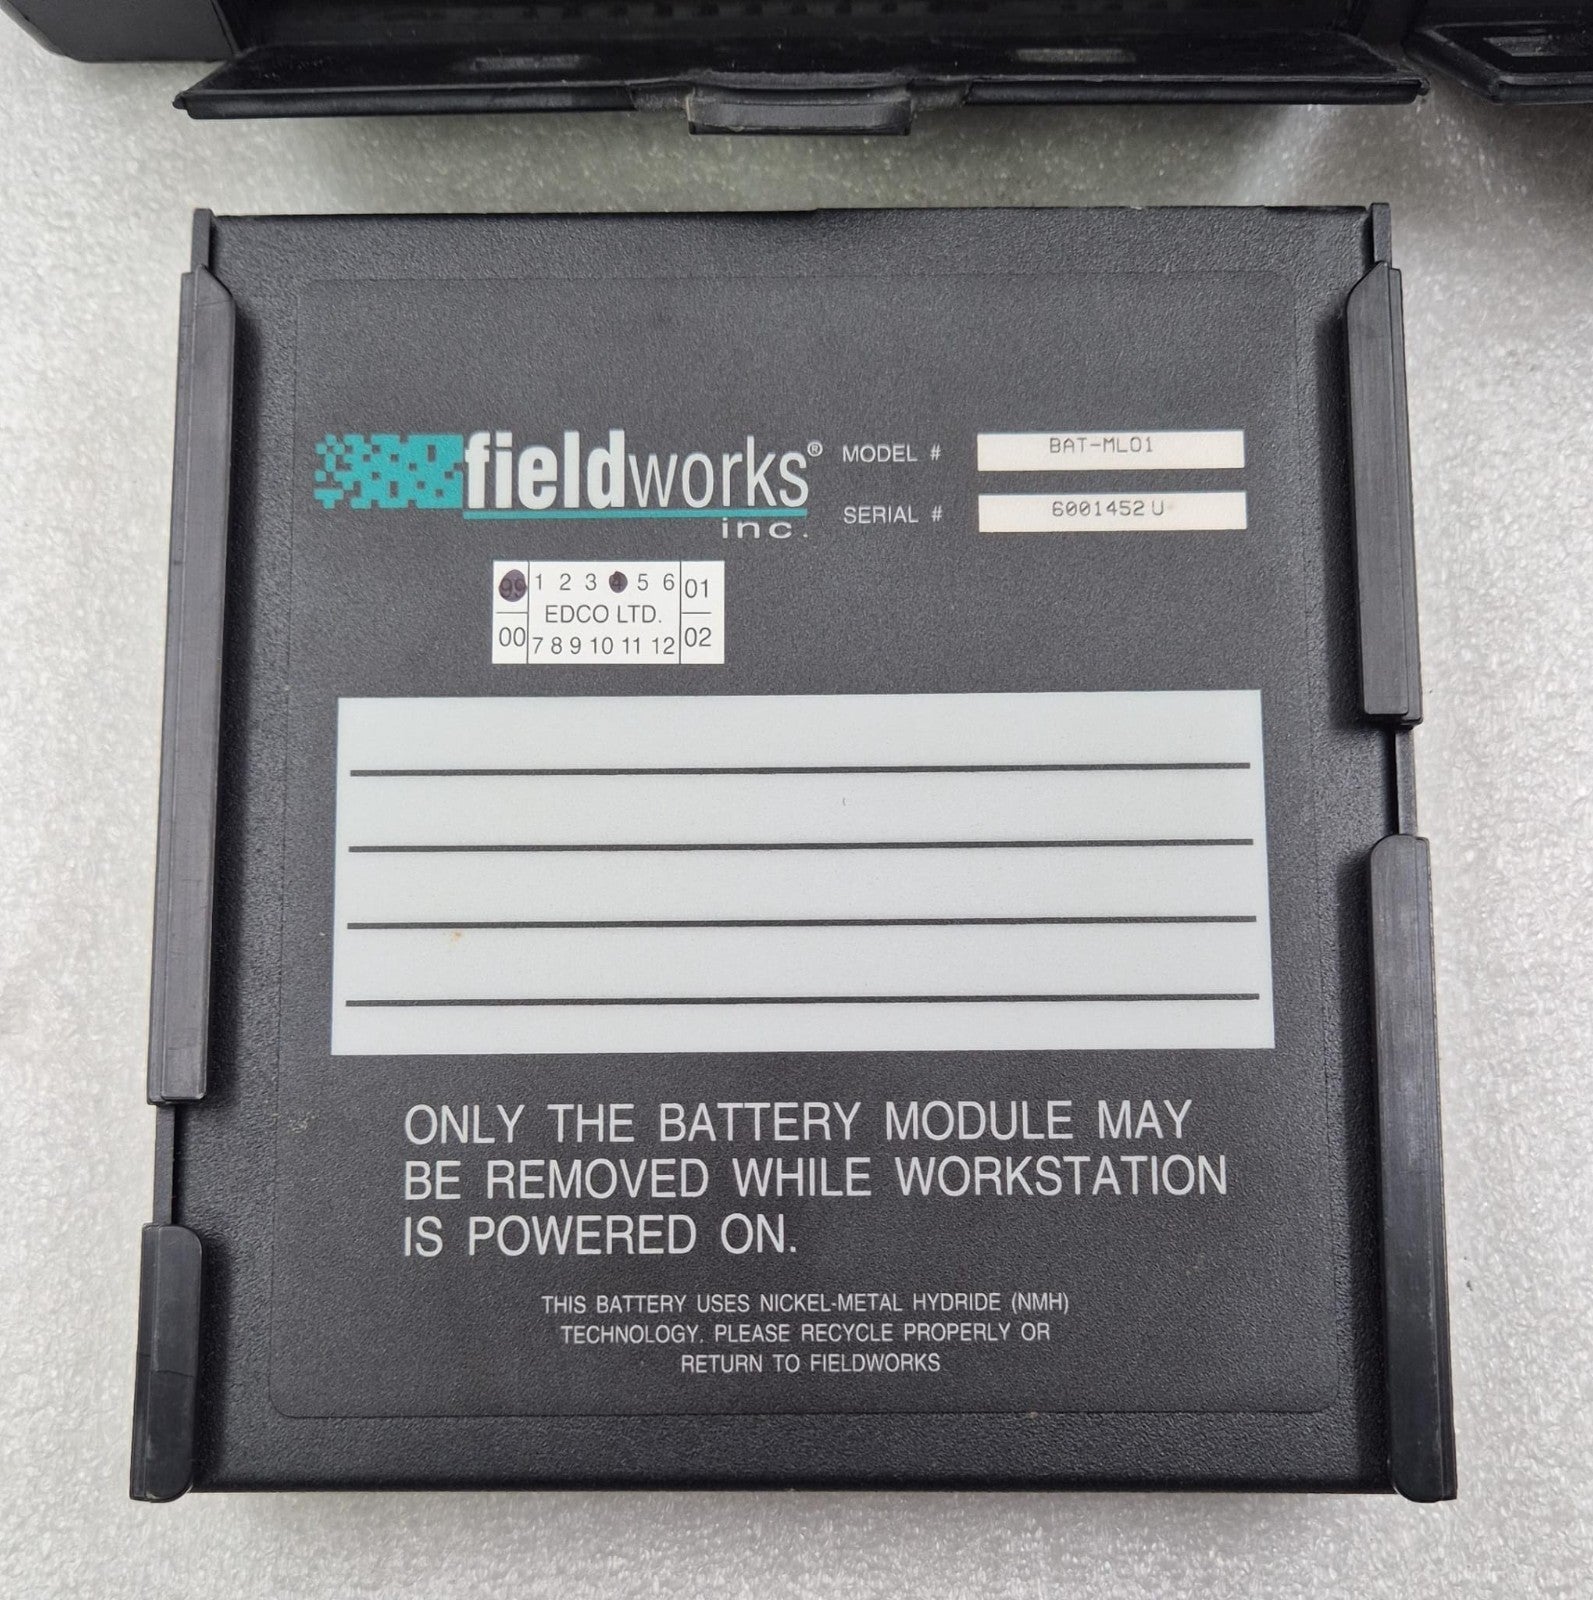 fieldworks®
inc.
MODEL # BAT-ML01
SERIAL # 6001452 U
99 1 2 3 4 5 6 01
EDCO LTD.
00 7 8 9 10 11 12 02
ONLY THE BATTERY MODULE MAY
BE REMOVED WHILE WORKSTATION
IS POWERED ON.
THIS BATTERY USES NICKEL-METAL HYDRIDE (NMH)
TECHNOLOGY. PLEASE RECYCLE PROPERLY OR
RETURN TO FIELDWORKS